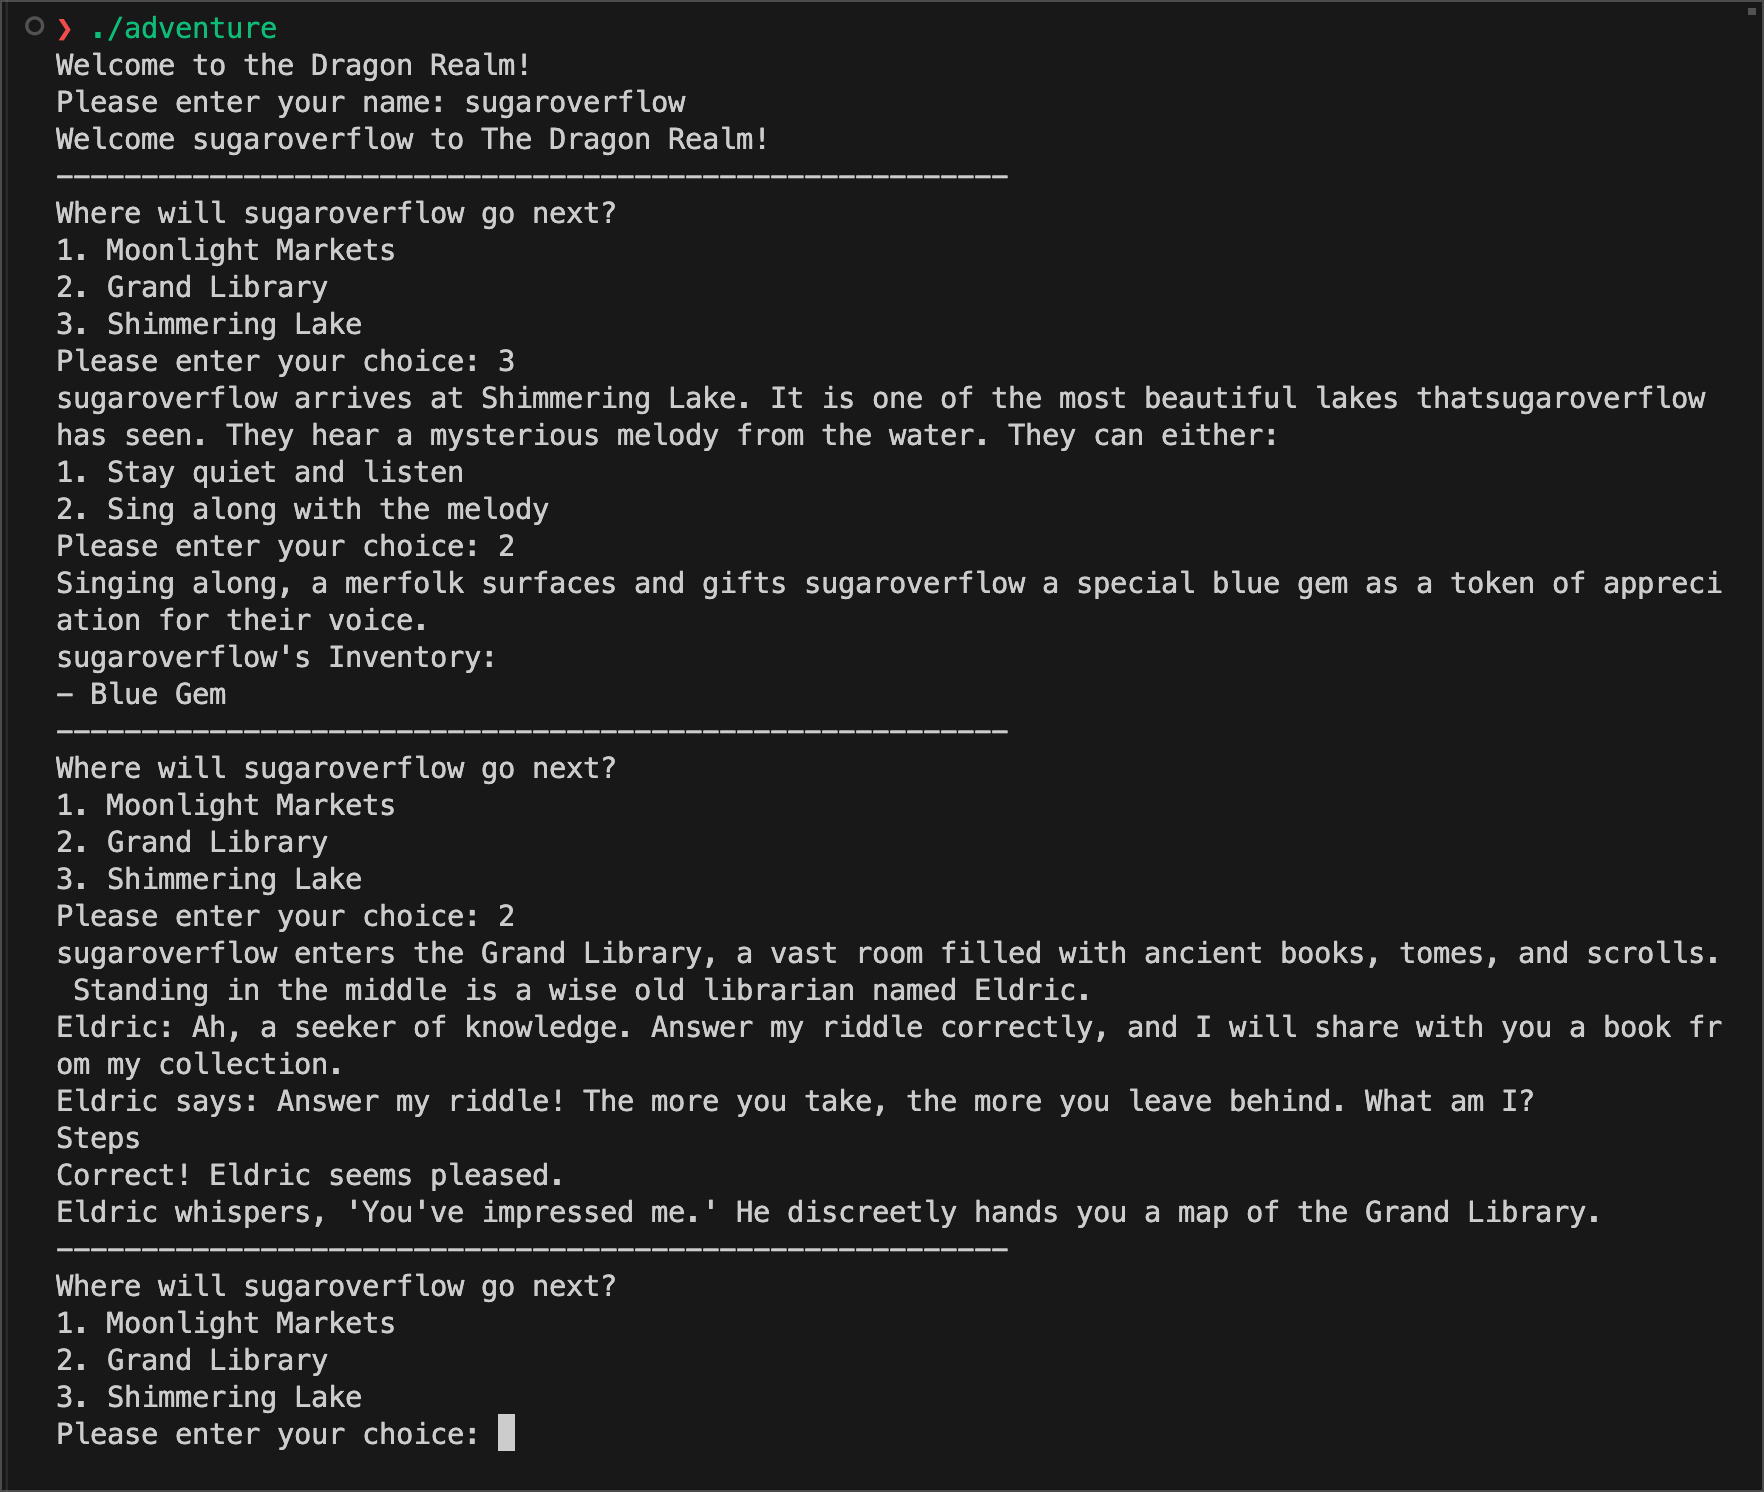 ❯ ./adventure
Welcome to the Dragon Realm!
Please enter your name: sugaroverflow
Welcome sugaroverflow to The Dragon Realm!
--------------------------------------------------------
Where will sugaroverflow go next?
1. Moonlight Markets
2. Grand Library
3. Shimmering Lake
Please enter your choice: 3
sugaroverflow arrives at Shimmering Lake. It is one of the most beautiful lakes thatsugaroverflow
has seen. They hear a mysterious melody from the water. They can either:
1. Stay quiet and listen
2. Sing along with the melody
Please enter your choice: 2
Singing along, a merfolk surfaces and gifts sugaroverflow a special blue gem as a token of appreci
ation for their voice.
sugaroverflow's Inventory:
- Blue Gem
--------------------------------------------------------
Where will sugaroverflow go next?
1. Moonlight Markets
2. Grand Library
3. Shimmering Lake
Please enter your choice: 2
sugaroverflow enters the Grand Library, a vast room filled with ancient books, tomes, and scrolls.
 Standing in the middle is a wise old librarian named Eldric.
Eldric: Ah, a seeker of knowledge. Answer my riddle correctly, and I will share with you a book fr
om my collection.
Eldric says: Answer my riddle! The more you take, the more you leave behind. What am I?
Steps
Correct! Eldric seems pleased.
Eldric whispers, 'You've impressed me.' He discreetly hands you a map of the Grand Library.
--------------------------------------------------------
Where will sugaroverflow go next?
1. Moonlight Markets
2. Grand Library
3. Shimmering Lake
Please enter your choice: